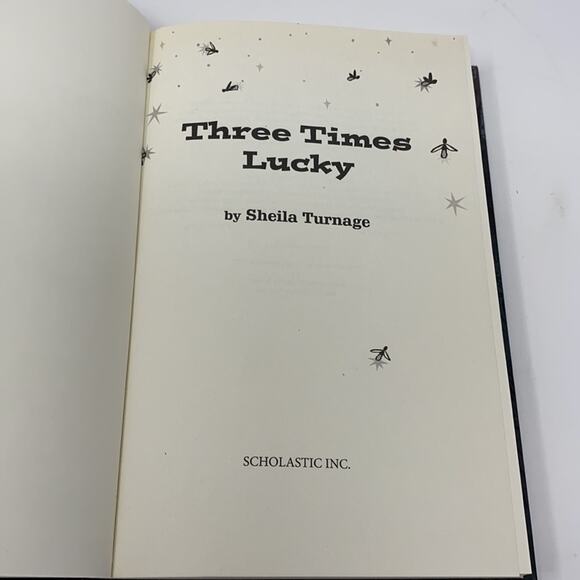 Three Times
Lucky
by Sheila Turnage
SCHOLASTIC INC.